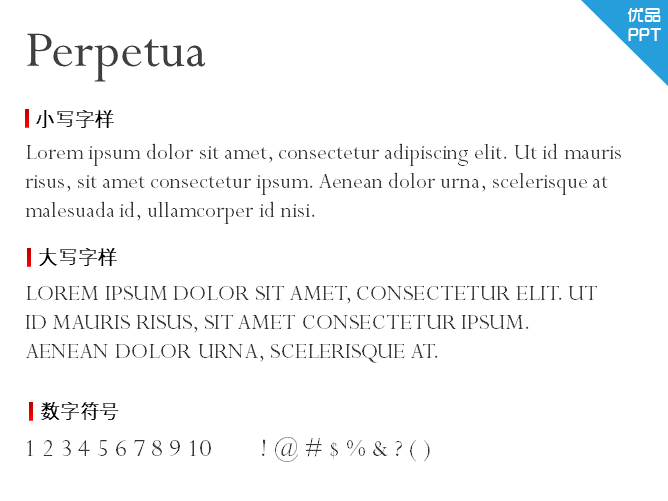 优品
PPT
Perpetua
小写字样
Lorem ipsum dolor sit amet, consectetur adipiscing elit. Ut id mauris
risus, sit amet consectetur ipsum. Aenean dolor urna, scelerisque at
malesuada id, ullamcorper id nisi.
大写字样
LOREM IPSUM DOLOR SIT AMET, CONSECTETUR ELIT. UT
ID MAURIS RISUS, SIT AMET CONSECTETUR IPSUM.
AENEAN DOLOR URNA, SCELERISQUE AT.
数字符号
1 2 3 4 5 6 7 8 9 10 ! @ # $ % & ? ( )